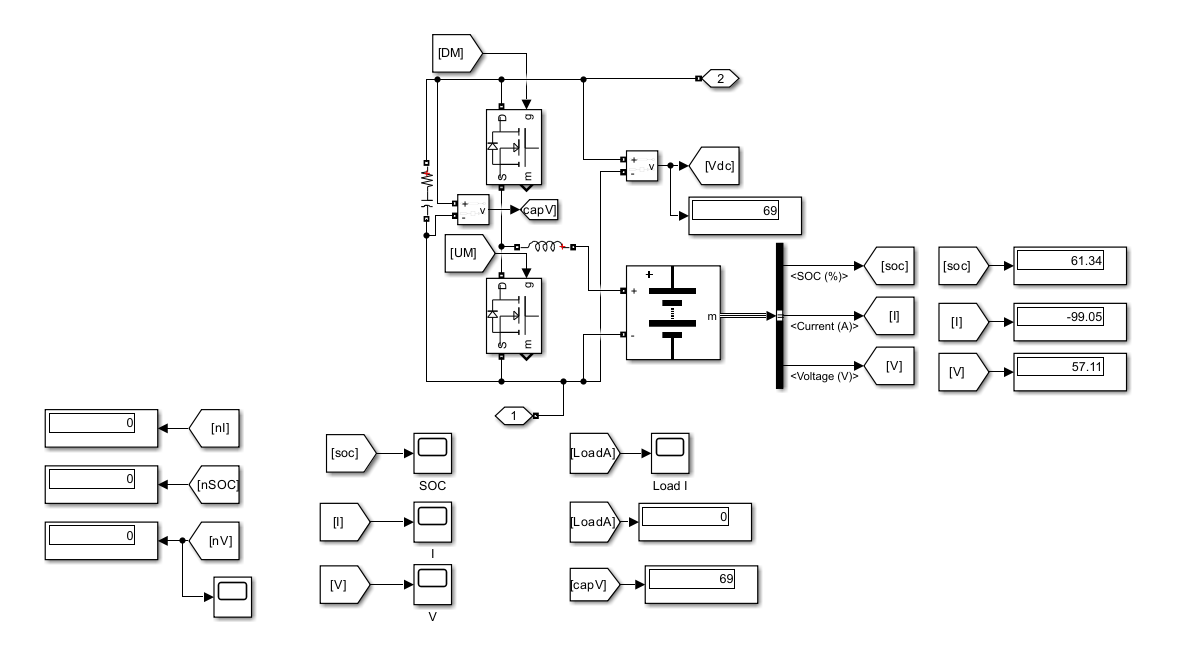 [DM]
2
D
g
S
m
+
-
v
[Vdc]
69
+
-
v
capV]
[UM]
D
g
S
m
+
+
-
m
<SOC (%)>
[soc]
[soc]
61.34
<Current (A)>
[I]
[I]
-99.05
<Voltage (V)>
[V]
[V]
57.11
1
0
[nI]
0
[nSOC]
0
[nV]
[soc]
SOC
[I]
I
[V]
V
[LoadA]
Load I
[LoadA]
0
[capV]
69